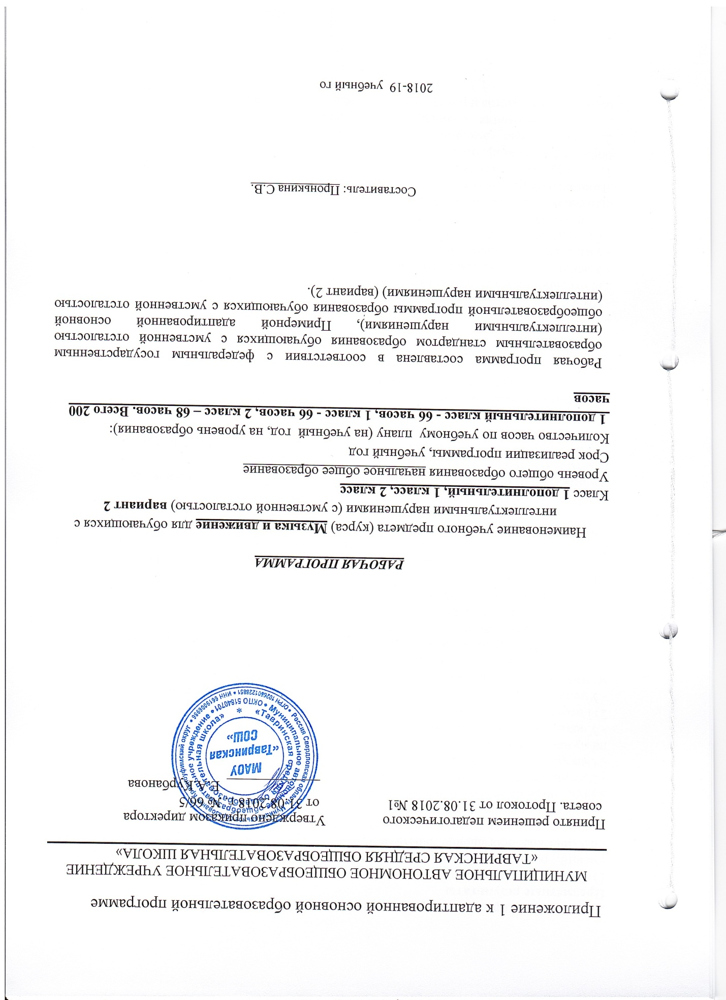 Приложение 1 к адаптированной основной образовательной программе
МУНИЦИПАЛЬНОЕ АВТОНОМНОЕ ОБЩЕОБРАЗОВАТЕЛЬНОЕ УЧРЕЖДЕНИЕ
«ТАВРИНСКАЯ СРЕДНЯЯ ОБЩЕОБРАЗОВАТЕЛЬНАЯ ШКОЛА»
Принято решением педагогического
совета. Протокол от 31.08.2018 №1
Утверждено приказом директора
от 31.08.2018 г. № 66/5
Е.А.Курбанова
МАОУ
«Тавринская
СОШ»
«Тавринская средняя общеобразовательная школа»
Муниципальное автономное общеобразовательное учреждение • ОКПО 51840701 •
Россия Свердловская область Муниципальное образование Красноуфимский округ • ИНН 6619006986 • ОГРН 1026601228851 •
РАБОЧАЯ ПРОГРАММА
Наименование учебного предмета (курса) Музыка и движение для обучающихся с
интеллектуальными нарушениями (с умственной отсталостью) вариант 2
Класс 1 дополнительный, 1 класс, 2 класс
Уровень общего образования начальное общее образование
Срок реализации программы, учебный год
Количество часов по учебному плану (на учебный год, на уровень образования):
1 дополнительный класс - 66 часов, 1 класс - 66 часов, 2 класс – 68 часов. Всего 200
часов
Рабочая программа составлена в соответствии с федеральным государственным
образовательным стандартом образования обучающихся с умственной отсталостью
(интеллектуальными нарушениями), Примерной адаптированной основной
общеобразовательной программы образования обучающихся с умственной отсталостью
(интеллектуальными нарушениями) (вариант 2).
Составитель: Пронькина С.В.
2018-19 учебный го